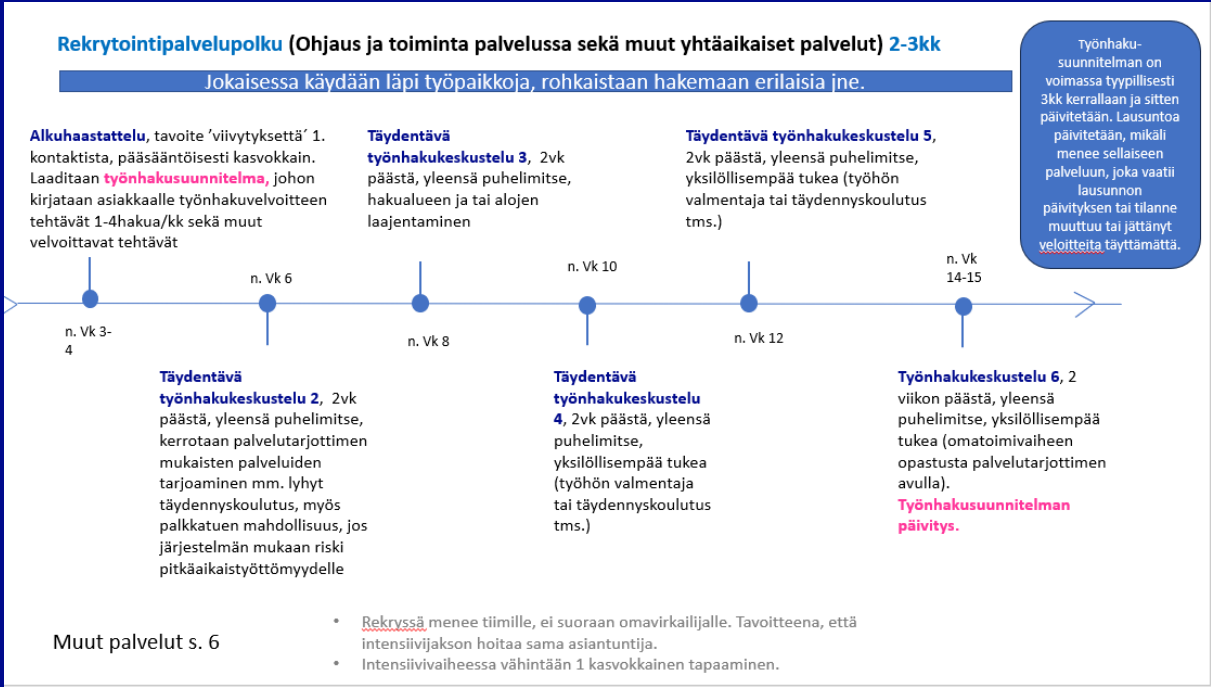 Rekrytointipalvelupolku (Ohjaus ja toiminta palvelussa sekä muut yhtäaikaiset palvelut) 2-3kk
Jokaisessa käydään läpi työpaikkoja, rohkaistaan hakemaan erilaisia jne.
Työnhaku-
suunnitelman on
voimassa tyypillisesti
3kk kerrallaan ja sitten
päivitetään. Lausuntoa
päivitetään, mikäli
menee sellaiseen
palveluun, joka vaatii
lausunnon
päivityksen tai tilanne
muuttuu tai jättänyt
veloitteita täyttämättä.
Alkuhaastattelu, tavoite ’viivytyksettä´ 1.
kontaktista, pääsääntöisesti kasvokkain.
Laaditaan työnhakusuunnitelma, johon
kirjataan asiakkaalle työnhakuvelvoitteen
tehtävät 1-4hakua/kk sekä muut
velvoittavat tehtävät
Täydentävä
työnhakukeskustelu 3, 2vk
päästä, yleensä puhelimitse,
hakualueen ja tai alojen
laajentaminen
Täydentävä työnhakukeskustelu 5,
2vk päästä, yleensä puhelimitse,
yksilöllisempää tukea (työhön
valmentaja tai täydennyskoulutus
tms.)
n. Vk 3-
4
n. Vk 6
n. Vk 8
n. Vk 10
n. Vk 12
n. Vk
14-15
Täydentävä
työnhakukeskustelu 2, 2vk
päästä, yleensä puhelimitse,
kerrotaan palvelutarjottimen
mukaisten palveluiden
tarjoaminen mm. lyhyt
täydennyskoulutus, myös
palkkatuen mahdollisuus, jos
järjestelmän mukaan riski
pitkäaikaistyöttömyydelle
Täydentävä
työnhakukeskustelu
4, 2vk päästä, yleensä
puhelimitse,
yksilöllisempää tukea
(työhön valmentaja
tai täydennyskoulutus
tms.)
Työnhakukeskustelu 6, 2
viikon päästä, yleensä
puhelimitse, yksilöllisempää
tukea (omatoimivaiheen
opastusta palvelutarjottimen
avulla).
Työnhakusuunnitelman
päivitys.
Muut palvelut s. 6
• Rekryssä menee tiimille, ei suoraan omavirkailijalle. Tavoitteena, että
intensiivijakson hoitaa sama asiantuntija.
• Intensiivivaiheessa vähintään 1 kasvokkainen tapaaminen.